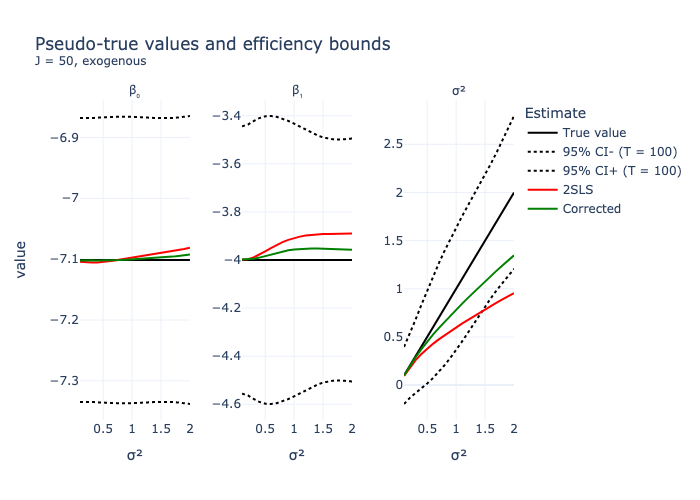 Pseudo-true values and efficiency bounds
J = 50, exogenous
β₀
β₁
σ²
value
−6.9
−7
−7.1
−7.2
−7.3
0.5 1 1.5 2
σ²
−3.4
−3.6
−3.8
−4
−4.2
−4.4
−4.6
0.5 1 1.5 2
σ²
2.5
2
1.5
1
0.5
0
0.5 1 1.5 2
σ²
Estimate
True value
95% CI- (T = 100)
95% CI+ (T = 100)
2SLS
Corrected